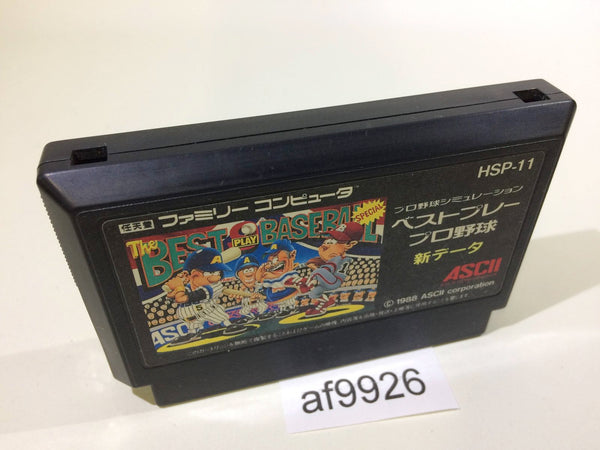 HSP-11
任天堂 ファミリー コンピュータ
プロ野球シミュレーション
ベストプレー
プロ野球
新データ
The BEST PLAY BASEBALL
SPECIAL
ASCII
© 1988 ASCII corporation
ASC
af9926